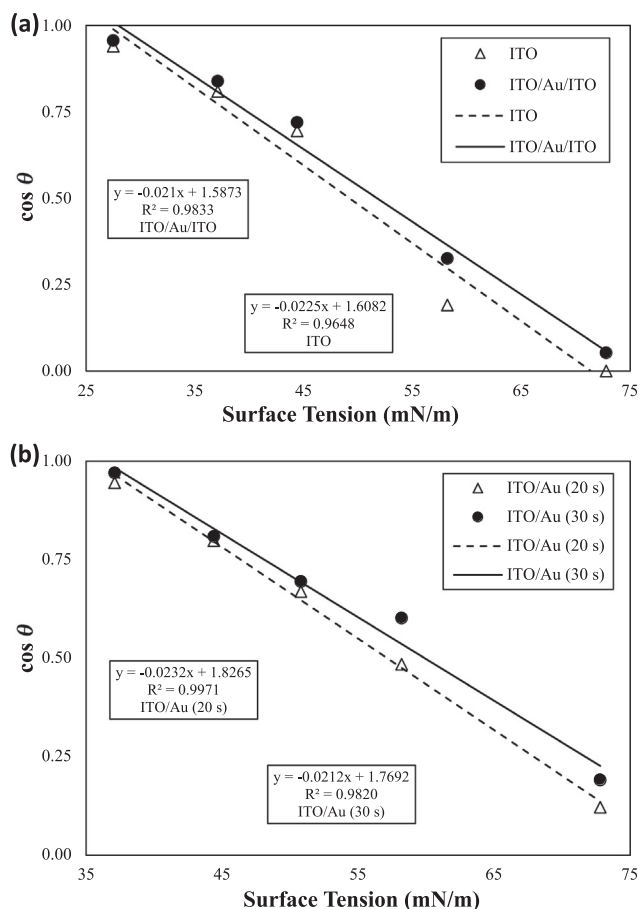 (a)
1.00
0.75
0.50
0.25
0.00
cos θ
ITO
ITO/Au/ITO
ITO
ITO/Au/ITO
y = -0.021x + 1.5873
R² = 0.9833
ITO/Au/ITO
y = -0.0225x + 1.6082
R² = 0.9648
ITO
25 35 45 55 65 75
Surface Tension (mN/m)
(b)
1.00
0.75
0.50
0.25
0.00
cos θ
ITO/Au (20 s)
ITO/Au (30 s)
ITO/Au (20 s)
ITO/Au (30 s)
y = -0.0232x + 1.8265
R² = 0.9971
ITO/Au (20 s)
y = -0.0212x + 1.7692
R² = 0.9820
ITO/Au (30 s)
35 45 55 65 75
Surface Tension (mN/m)